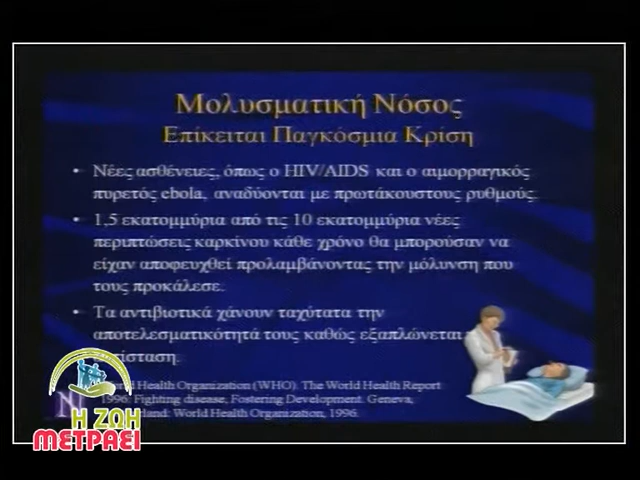 Μολυσματική Νόσος
Επίκειται Παγκόσμια Κρίση
• Νέες ασθένειες, όπως ο HIV/AIDS και ο αιμορραγικός
πυρετός ebola, αναδύονται με πρωτάκουστους ρυθμούς.
• 1,5 εκατομμύρια από τις 10 εκατομμύρια νέες
περιπτώσεις καρκίνου κάθε χρόνο θα μπορούσαν να
είχαν αποφευχθεί προλαμβάνοντας την μόλυνση που
τους προκάλεσε.
• Τα αντιβιοτικά χάνουν ταχύτατα την
αποτελεσματικότητά τους καθώς εξαπλώνεται
Health Organization (WHO). The World Health Report
1996: Fighting disease, Fostering Development. Geneva,
World Health Organization, 1996.
N
Η ΖΩΗ
ΜΕΤΡΑΕΙ